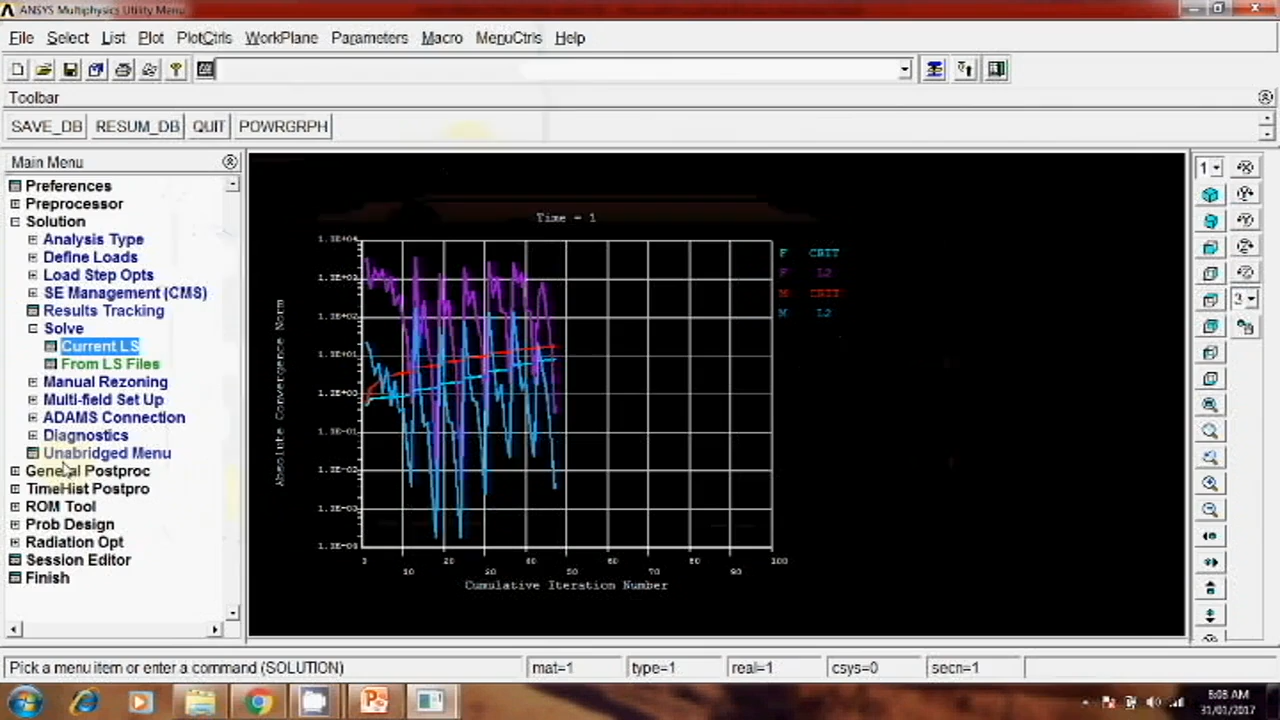 ANSYS Multiphysics Utility Menu
File Select List Plot PlotCtrls WorkPlane Parameters Macro MenuCtrls Help
Toolbar
SAVE_DB RESUM_DB QUIT POWRGRPH
Main Menu
Preferences
Preprocessor
Solution
Analysis Type
Define Loads
Load Step Opts
SE Management (CMS)
Results Tracking
Solve
Current LS
From LS Files
Manual Rezoning
Multi-field Set Up
ADAMS Connection
Diagnostics
Unabridged Menu
General Postproc
TimeHist Postpro
ROM Tool
Prob Design
Radiation Opt
Session Editor
Finish
Time = 1
F CRIT
F L2
M CRIT
M L2
Absolute Convergence Norm
10 20 30 40 50 60 70 80 90 100
Cumulative Iteration Number
1
3
Pick a menu item or enter a command (SOLUTION) mat=1 type=1 real=1 csys=0 secn=1
31/01/2017